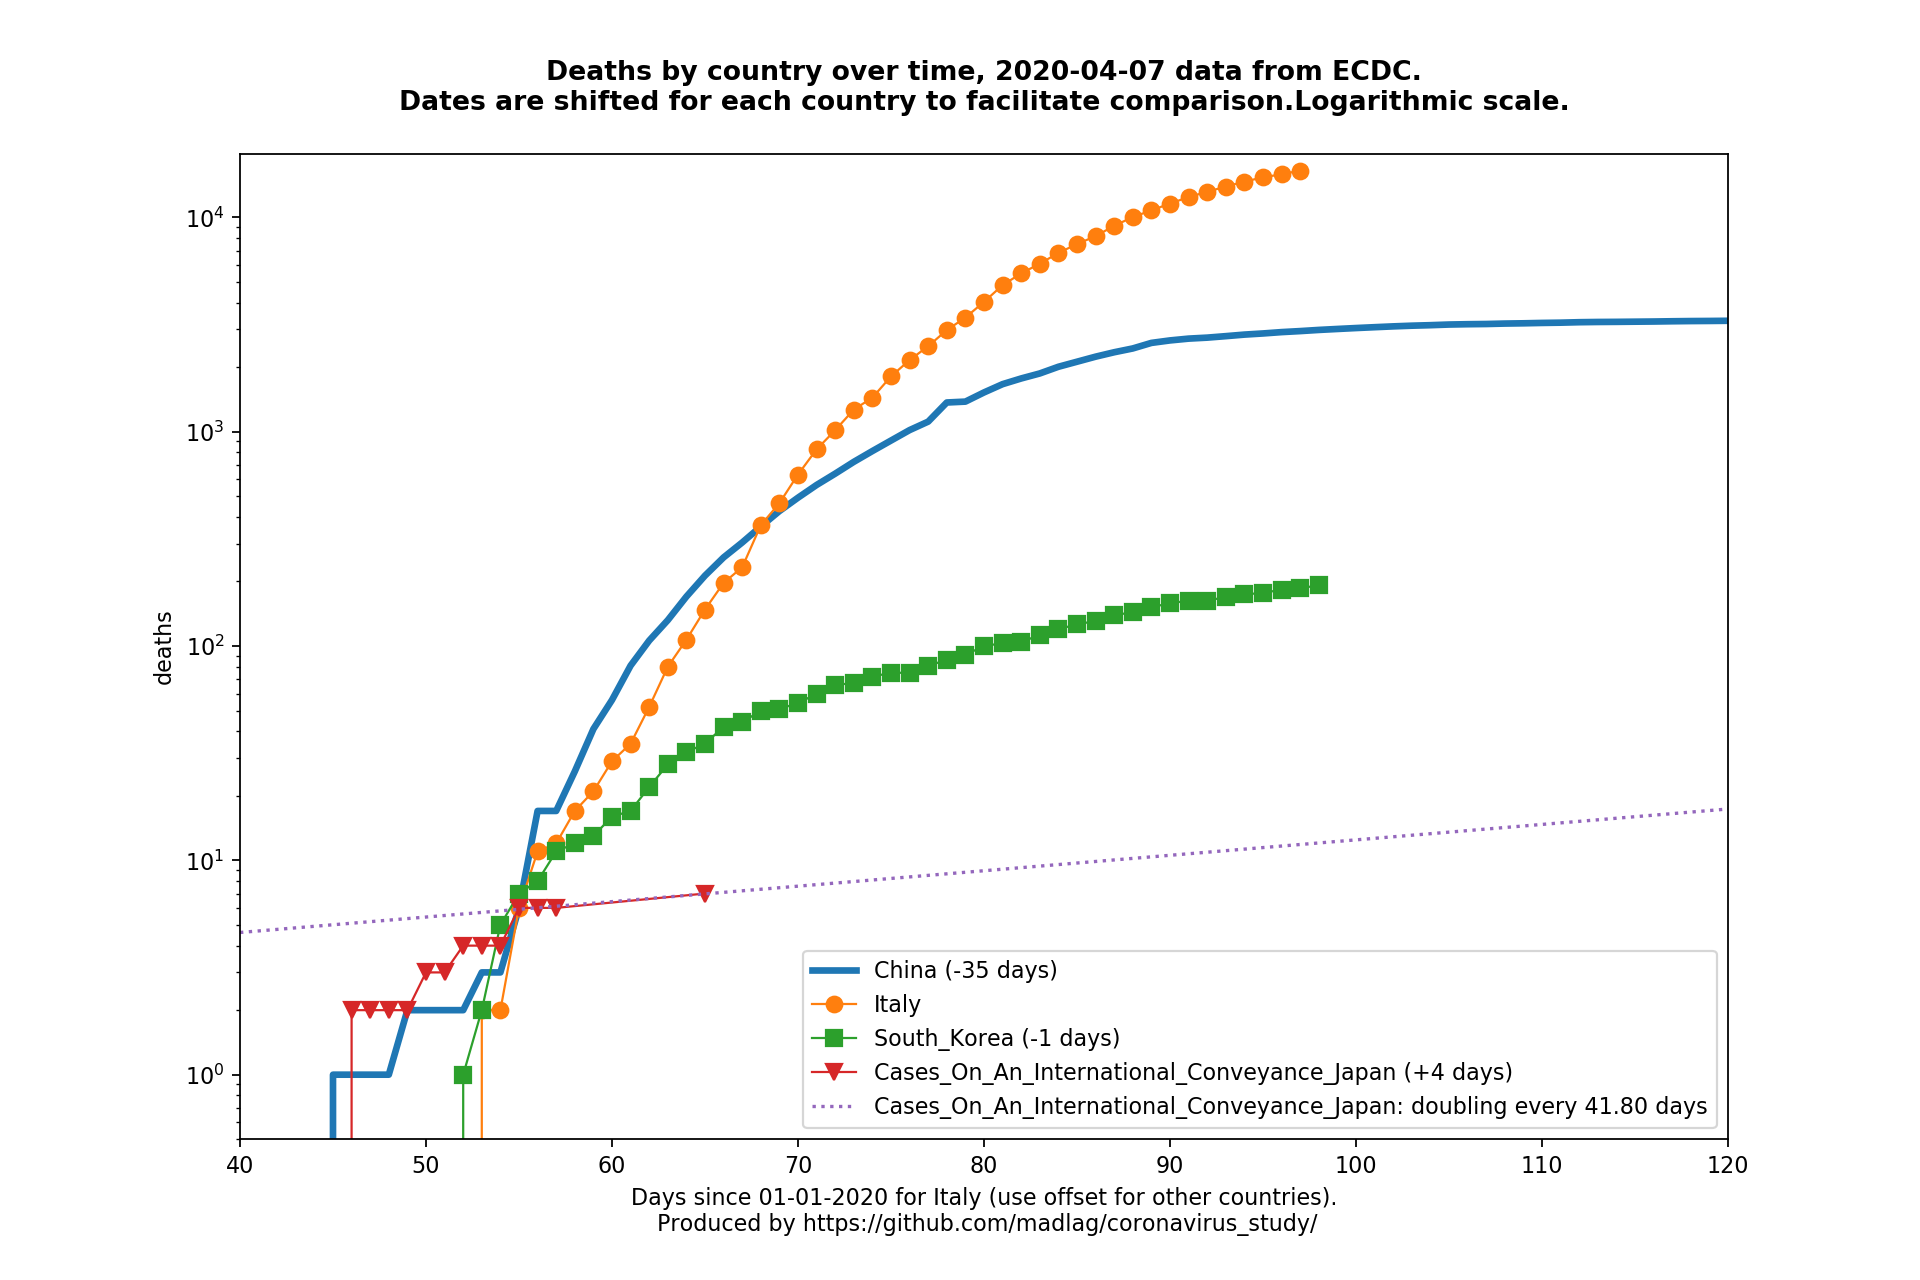 Deaths by country over time, 2020-04-07 data from ECDC.
Dates are shifted for each country to facilitate comparison.Logarithmic scale.
deaths
10^4
10^3
10^2
10^1
10^0
China (-35 days)
Italy
South_Korea (-1 days)
Cases_On_An_International_Conveyance_Japan (+4 days)
Cases_On_An_International_Conveyance_Japan: doubling every 41.80 days
40 50 60 70 80 90 100 110 120
Days since 01-01-2020 for Italy (use offset for other countries).
Produced by https://github.com/madlag/coronavirus_study/